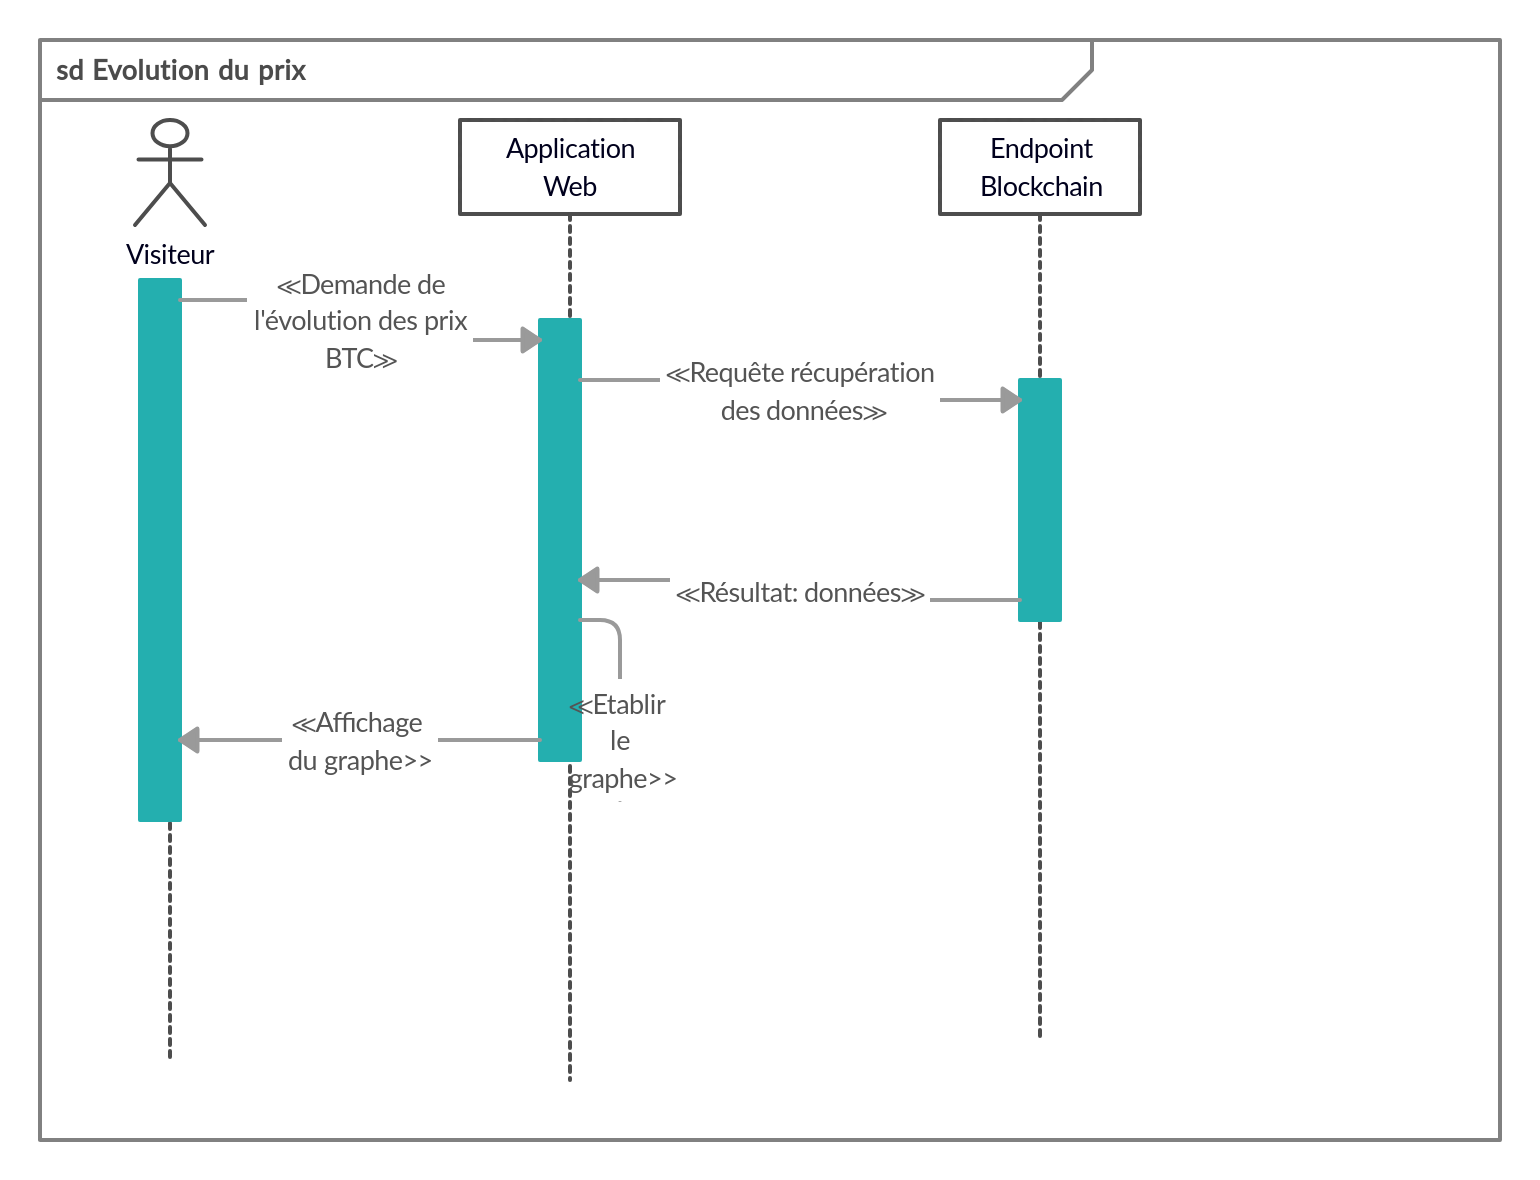 sd Evolution du prix
Application
Web
Endpoint
Blockchain
Visiteur
≪Demande de
l'évolution des prix
BTC≫
≪Requête récupération
des données≫
≪Résultat: données≫
≪Etablir
le
graphe>>
≪Affichage
du graphe>>